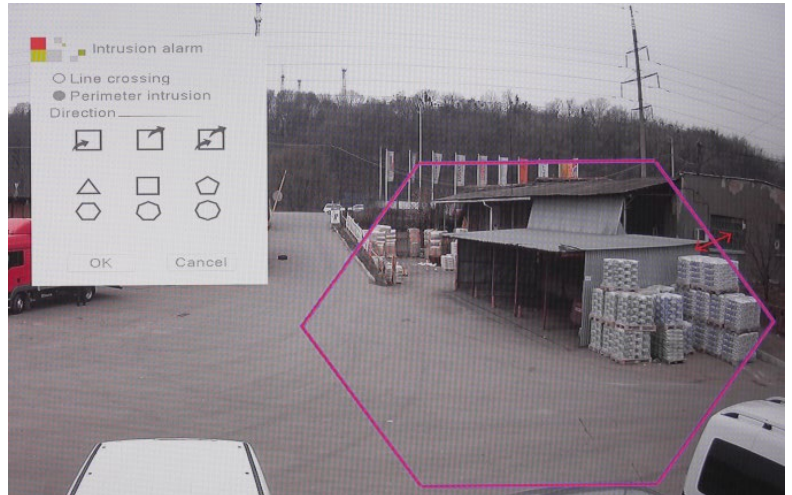 Intrusion alarm
Line crossing
Perimeter intrusion
Direction
OK
Cancel